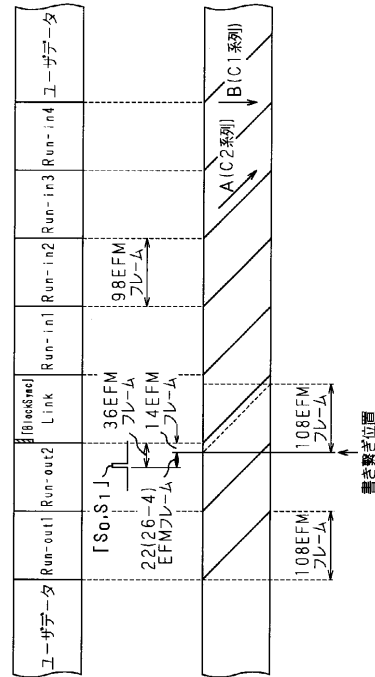 ユーザデータ
Run-out1
Run-out2
[BlockSync]
Link
Run-in1
Run-in2
Run-in3
Run-in4
ユーザデータ
「S0,S1」
36EFM
フレーム
14EFM
フレーム
22(26-4)
EFMフレーム
98EFM
フレーム
A(C2系列)
B(C1系列)
108EFM
フレーム
108EFM
フレーム
書き繋ぎ位置